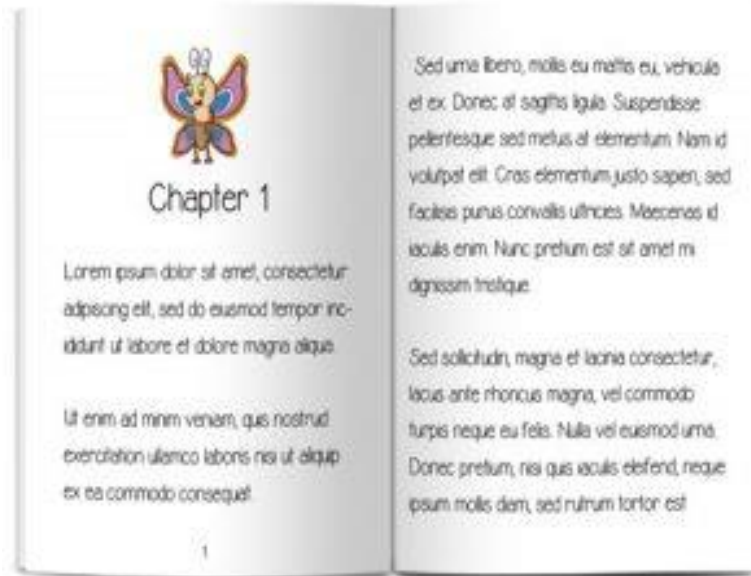 Chapter 1
Lorem ipsum dolor sit amet, consectetur
adipiscing elit, sed do eiusmod tempor inc-
ididunt ut labore et dolore magna aliqua.
Ut enim ad minim veniam, quis nostrud
exercitation ullamco laboris nisi ut aliquip
ex ea commodo consequat.
1
Sed urna libero, mollis eu mattis eu, vehicula
et ex. Donec at sagittis ligula. Suspendisse
pellentesque sed metus at elementum. Nam id
volutpat elit. Cras elementum justo sapien, sed
facilisis purus convallis ultricies. Maecenas id
iaculis enim. Nunc pretium est sit amet mi
dignissim tristique.
Sed sollicitudin, magna et lacinia consectetur,
lacus ante rhoncus magna, vel commodo
turpis neque eu felis. Nulla vel euismod urna.
Donec pretium, nisi quis iaculis eleifend, neque
ipsum mollis diam, sed rutrum tortor est